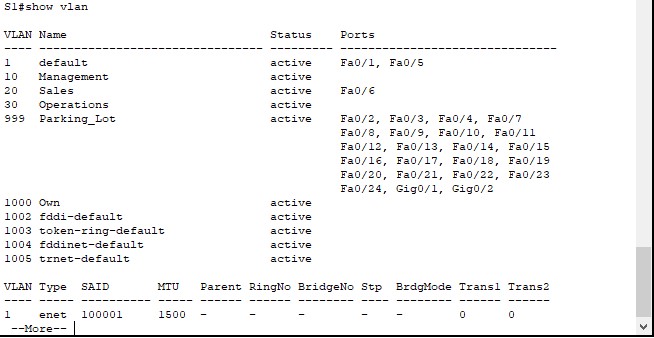 S1#show vlan
VLAN Name                             Status    Ports
---- -------------------------------- --------- -------------------------------
1    default                          active    Fa0/1, Fa0/5
10   Management                       active
20   Sales                            active    Fa0/6
30   Operations                       active
999  Parking_Lot                      active    Fa0/2, Fa0/3, Fa0/4, Fa0/7
                                                Fa0/8, Fa0/9, Fa0/10, Fa0/11
                                                Fa0/12, Fa0/13, Fa0/14, Fa0/15
                                                Fa0/16, Fa0/17, Fa0/18, Fa0/19
                                                Fa0/20, Fa0/21, Fa0/22, Fa0/23
                                                Fa0/24, Gig0/1, Gig0/2
1000 Own                              active
1002 fddi-default                     active
1003 token-ring-default               active
1004 fddinet-default                  active
1005 trnet-default                    active
VLAN Type  SAID       MTU   Parent RingNo BridgeNo Stp  BrdgMode Trans1 Trans2
---- ----- ---------- ----- ------ ------ -------- ---- -------- ------ ------
1    enet  100001     1500  -      -      -        -    -        0      0
 --More--